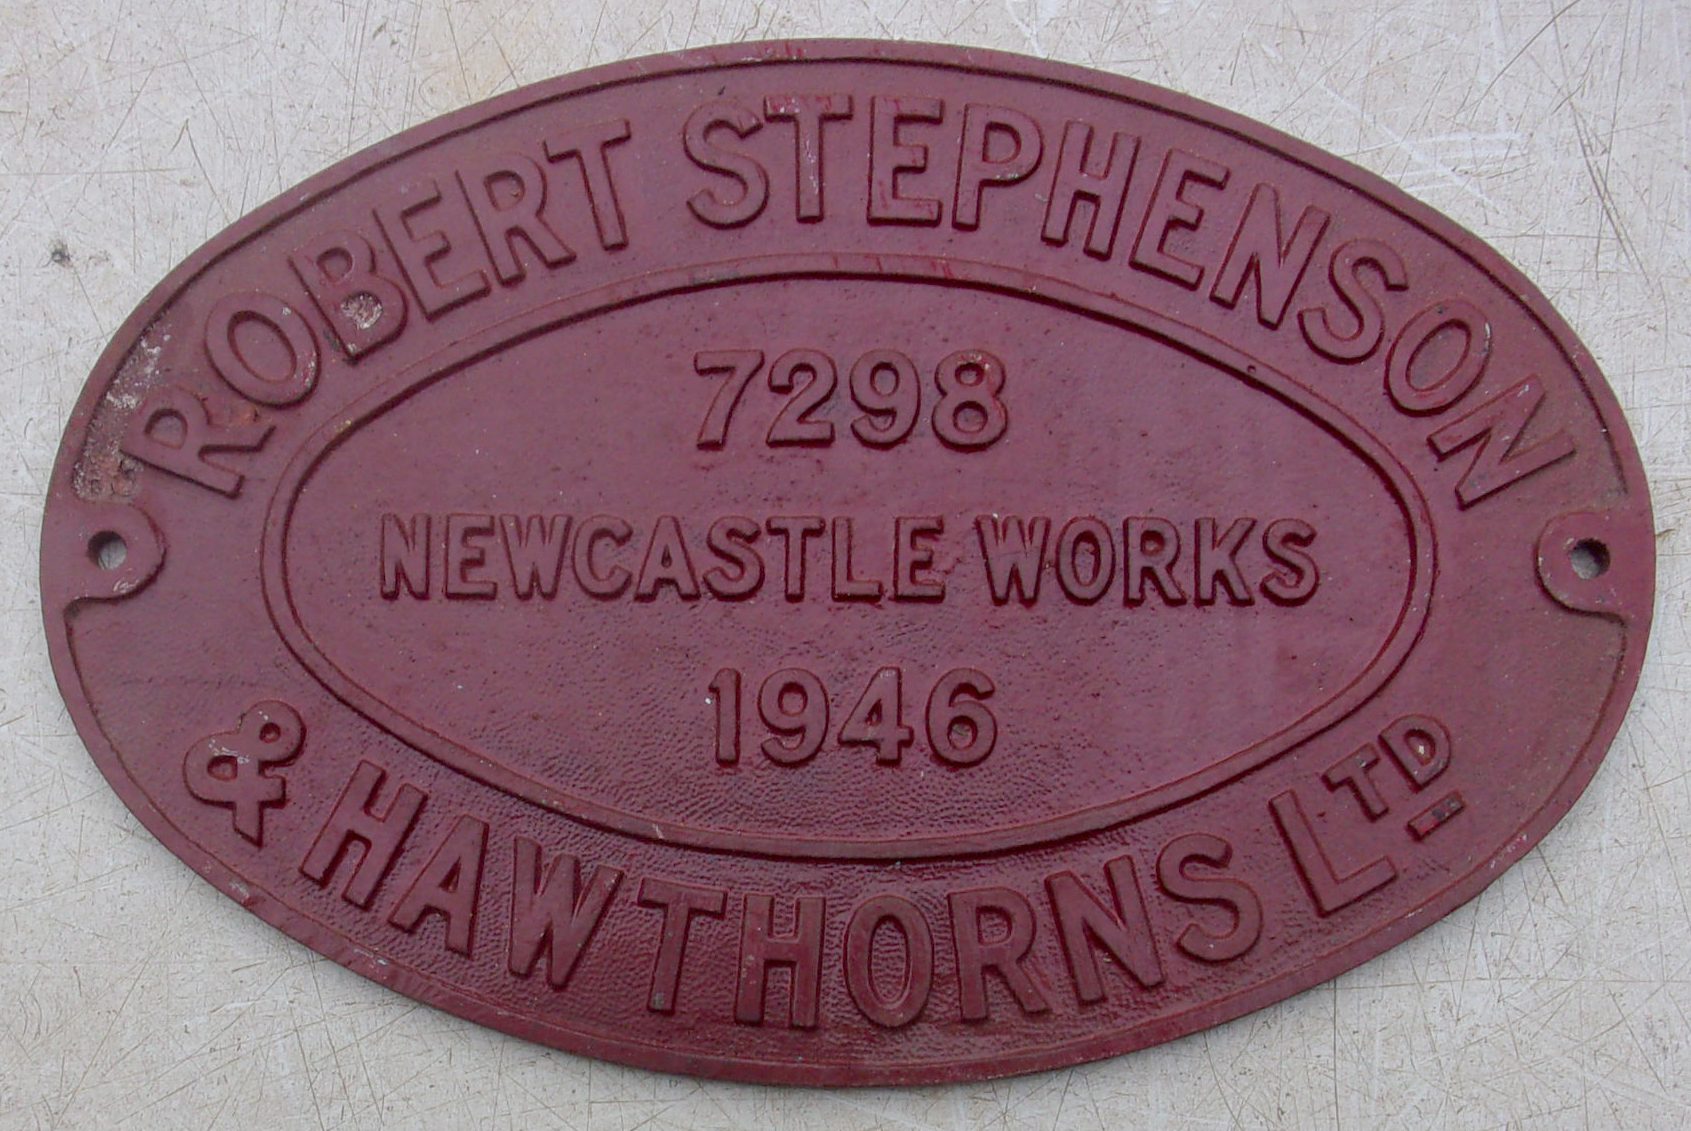 ROBERT STEPHENSON
7298
NEWCASTLE WORKS
1946
& HAWTHORNS LTD